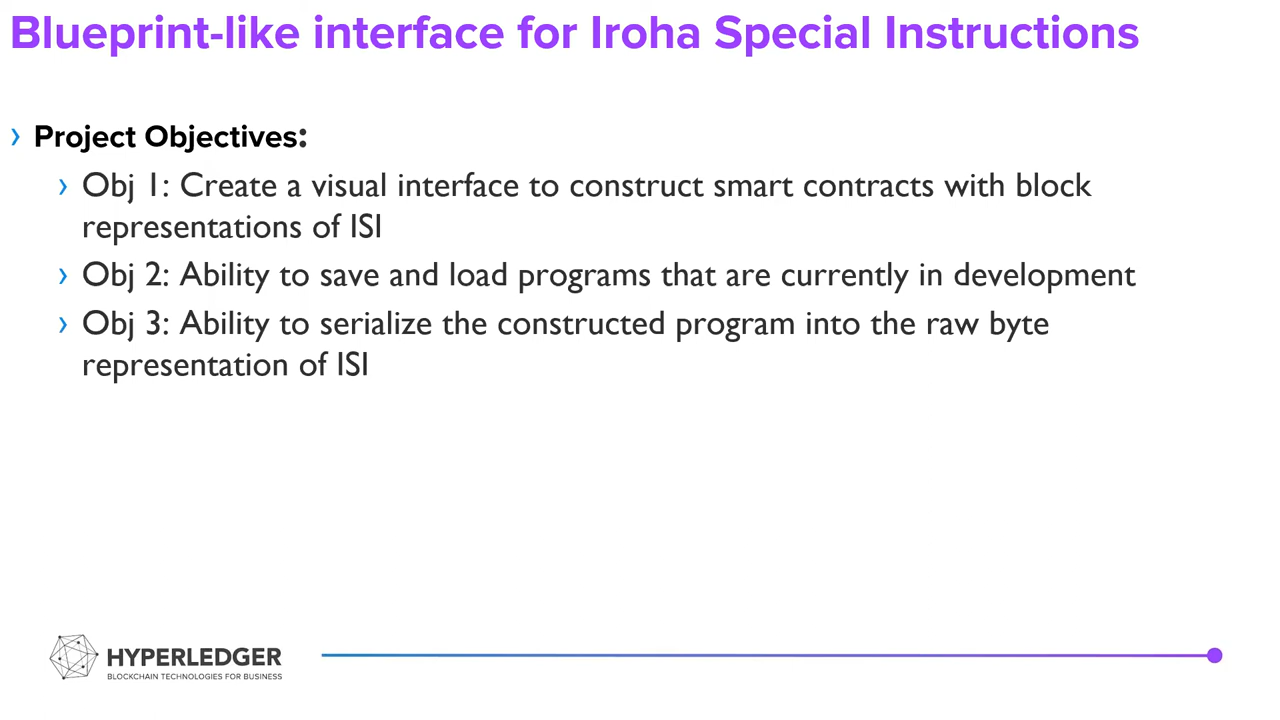 Blueprint-like interface for Iroha Special Instructions
› Project Objectives:
› Obj 1: Create a visual interface to construct smart contracts with block
representations of ISI
› Obj 2: Ability to save and load programs that are currently in development
› Obj 3: Ability to serialize the constructed program into the raw byte
representation of ISI
HYPERLEDGER
BLOCKCHAIN TECHNOLOGIES FOR BUSINESS